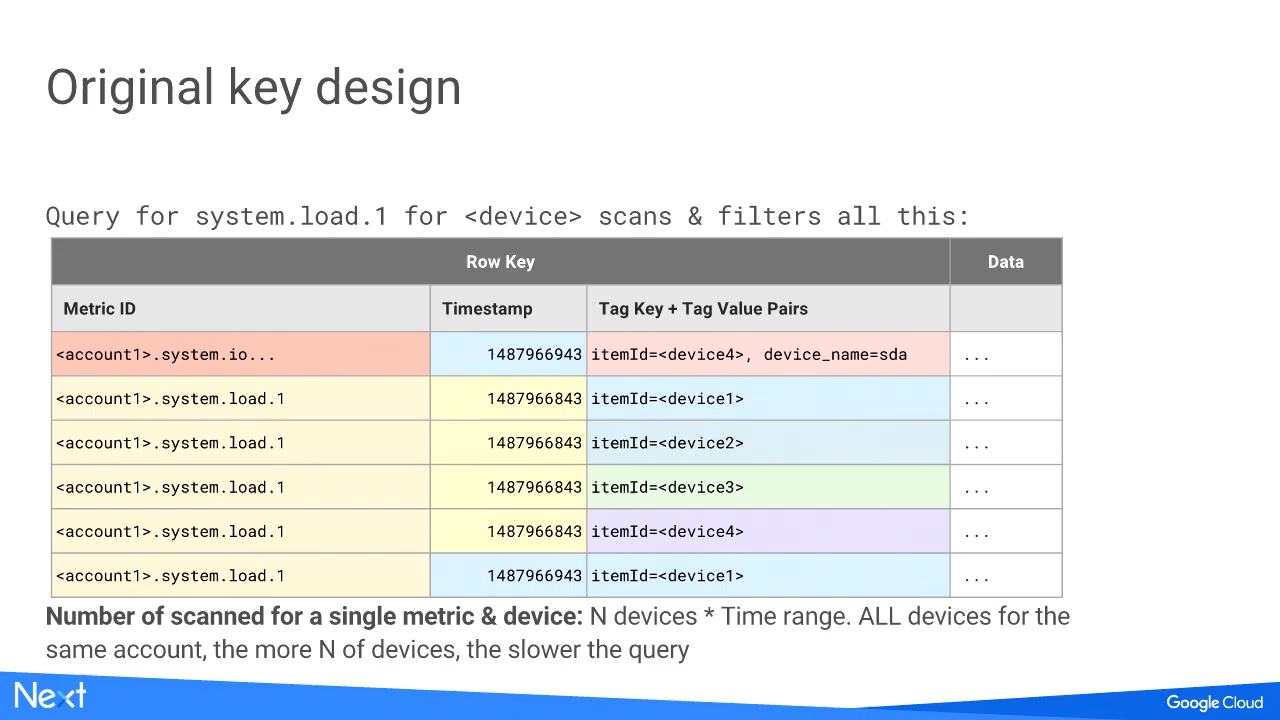 Original key design
Query for system.load.1 for <device> scans & filters all this:
Row Key Data
Metric ID Timestamp Tag Key + Tag Value Pairs
<account1>.system.io... 1487966943 itemId=<device4>, device_name=sda ...
<account1>.system.load.1 1487966843 itemId=<device1> ...
<account1>.system.load.1 1487966843 itemId=<device2> ...
<account1>.system.load.1 1487966843 itemId=<device3> ...
<account1>.system.load.1 1487966843 itemId=<device4> ...
<account1>.system.load.1 1487966943 itemId=<device1> ...
Number of scanned for a single metric & device: N devices * Time range. ALL devices for the
same account, the more N of devices, the slower the query
Next
Google Cloud